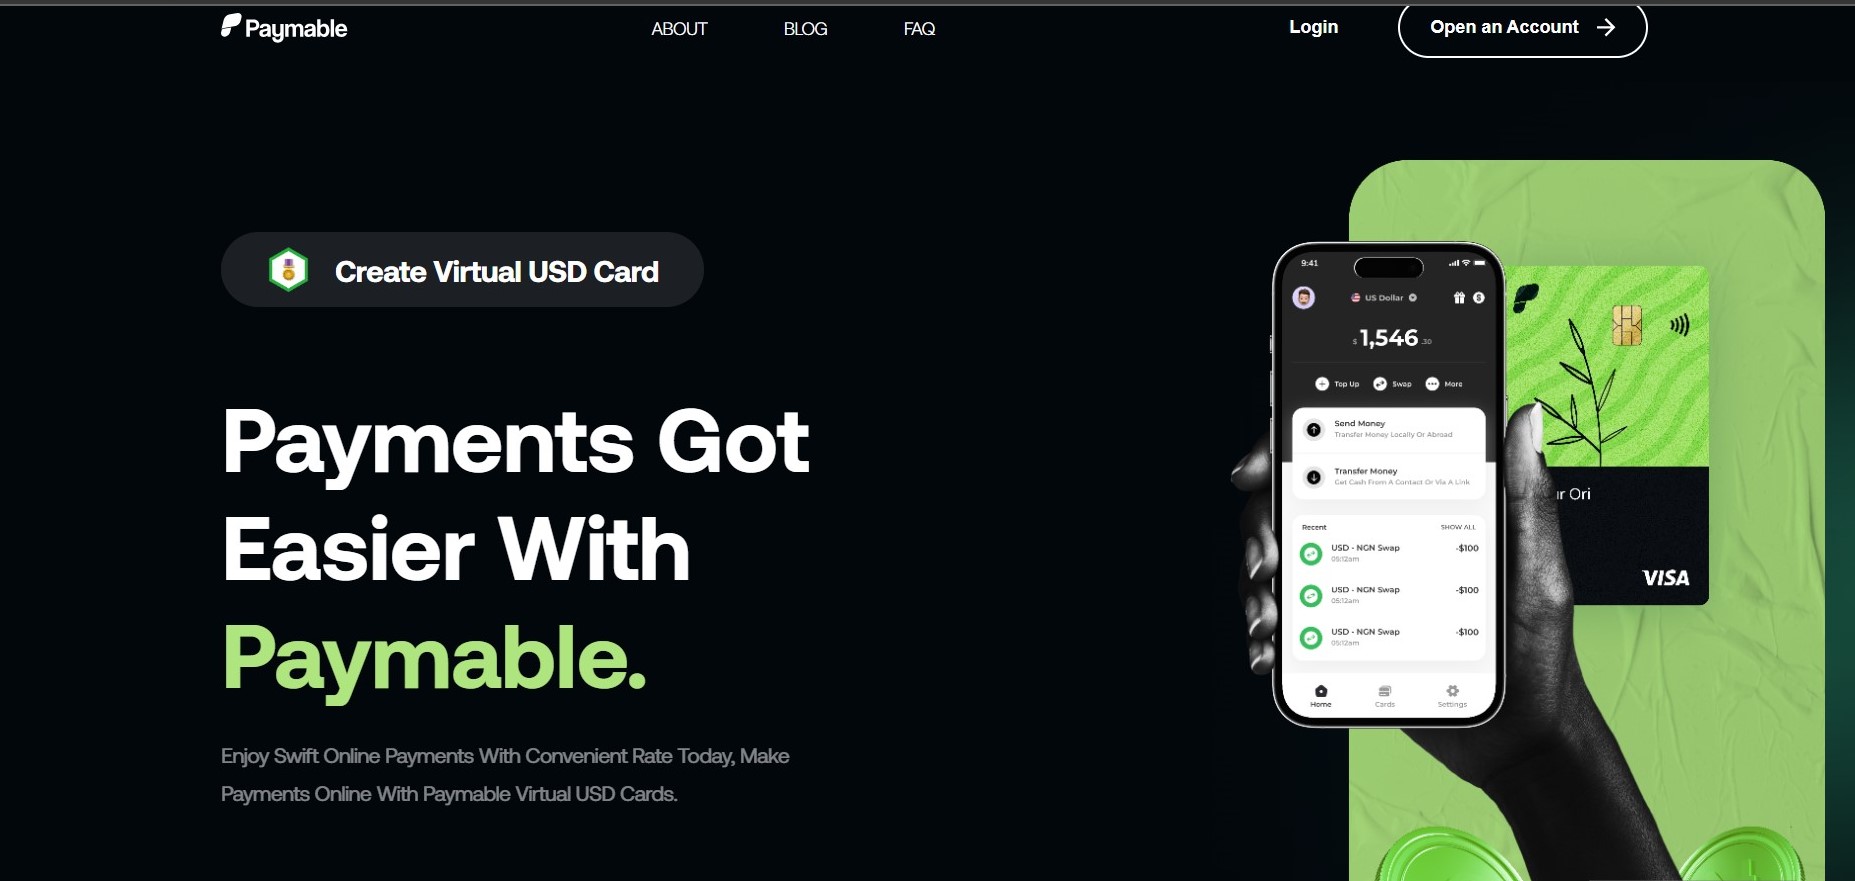 Paymable
ABOUT
BLOG
FAQ
Login
Open an Account
Create Virtual USD Card
Payments Got
Easier With
Paymable.
Enjoy Swift Online Payments With Convenient Rate Today, Make
Payments Online With Paymable Virtual USD Cards.
9:41
US Dollar
$ 1,546 .30
Top Up
Swap
More
Send Money
Transfer Money Locally Or Abroad
Transfer Money
Get Cash From A Contact Or Via A Link
Recent
SHOW ALL
USD - NGN Swap
-$100
05:12am
USD - NGN Swap
-$100
05:12am
USD - NGN Swap
-$100
05:12am
Home
Cards
Settings
Ori
VISA